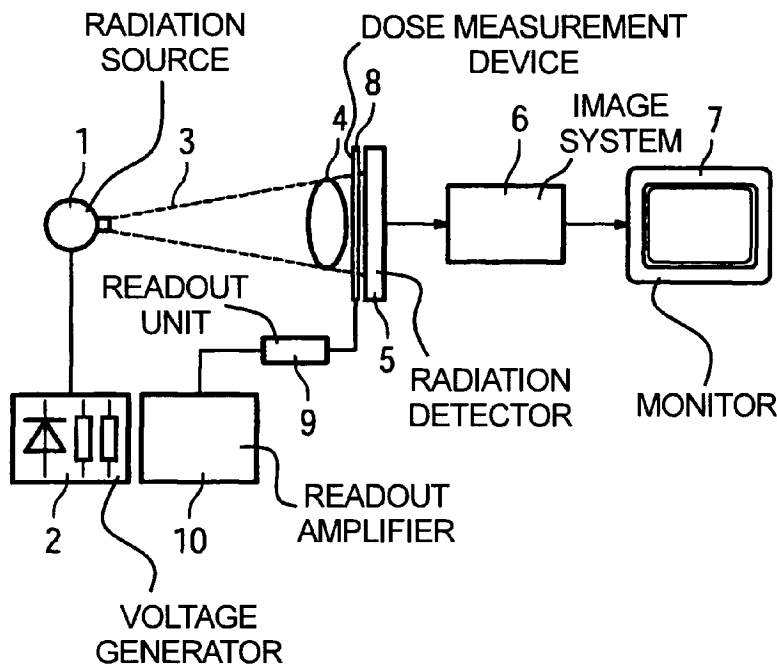 RADIATION
SOURCE
DOSE MEASUREMENT
DEVICE
IMAGE
SYSTEM
1
3
4
8
6
7
READOUT
UNIT
5
9
RADIATION
DETECTOR
MONITOR
2
10
READOUT
AMPLIFIER
VOLTAGE
GENERATOR